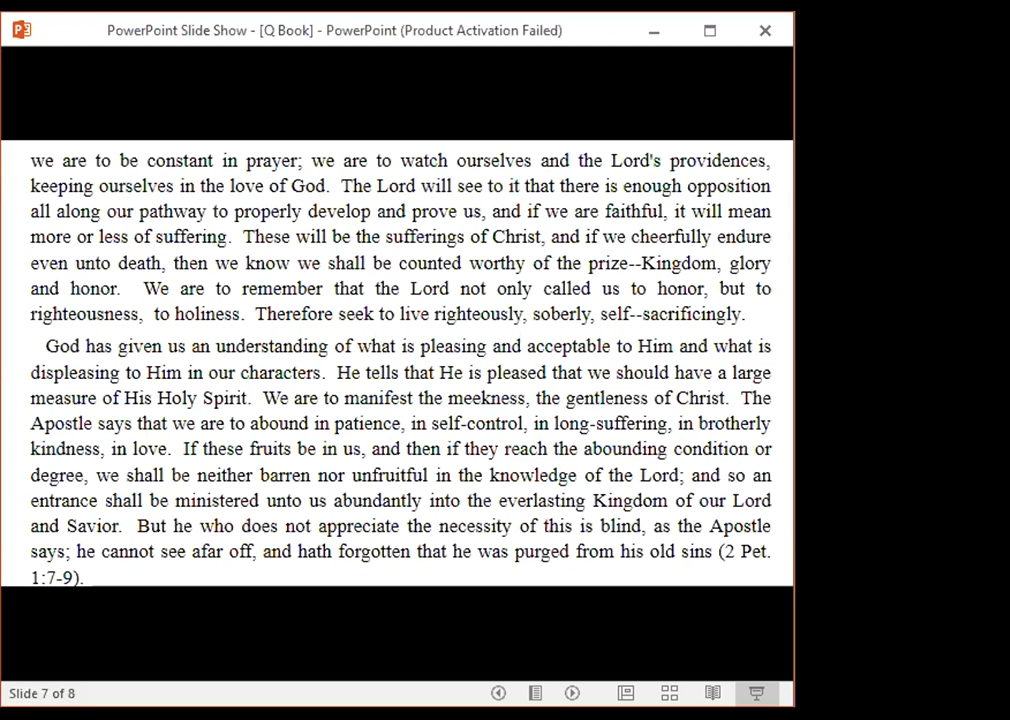 PowerPoint Slide Show - [Q Book] - PowerPoint (Product Activation Failed)
we are to be constant in prayer; we are to watch ourselves and the Lord's providences,
keeping ourselves in the love of God. The Lord will see to it that there is enough opposition
all along our pathway to properly develop and prove us, and if we are faithful, it will mean
more or less of suffering. These will be the sufferings of Christ, and if we cheerfully endure
even unto death, then we know we shall be counted worthy of the prize--Kingdom, glory
and honor. We are to remember that the Lord not only called us to honor, but to
righteousness, to holiness. Therefore seek to live righteously, soberly, self--sacrificingly.
God has given us an understanding of what is pleasing and acceptable to Him and what is
displeasing to Him in our characters. He tells that He is pleased that we should have a large
measure of His Holy Spirit. We are to manifest the meekness, the gentleness of Christ. The
Apostle says that we are to abound in patience, in self-control, in long-suffering, in brotherly
kindness, in love. If these fruits be in us, and then if they reach the abounding condition or
degree, we shall be neither barren nor unfruitful in the knowledge of the Lord; and so an
entrance shall be ministered unto us abundantly into the everlasting Kingdom of our Lord
and Savior. But he who does not appreciate the necessity of this is blind, as the Apostle
says; he cannot see afar off, and hath forgotten that he was purged from his old sins (2 Pet.
1:7-9).
Slide 7 of 8